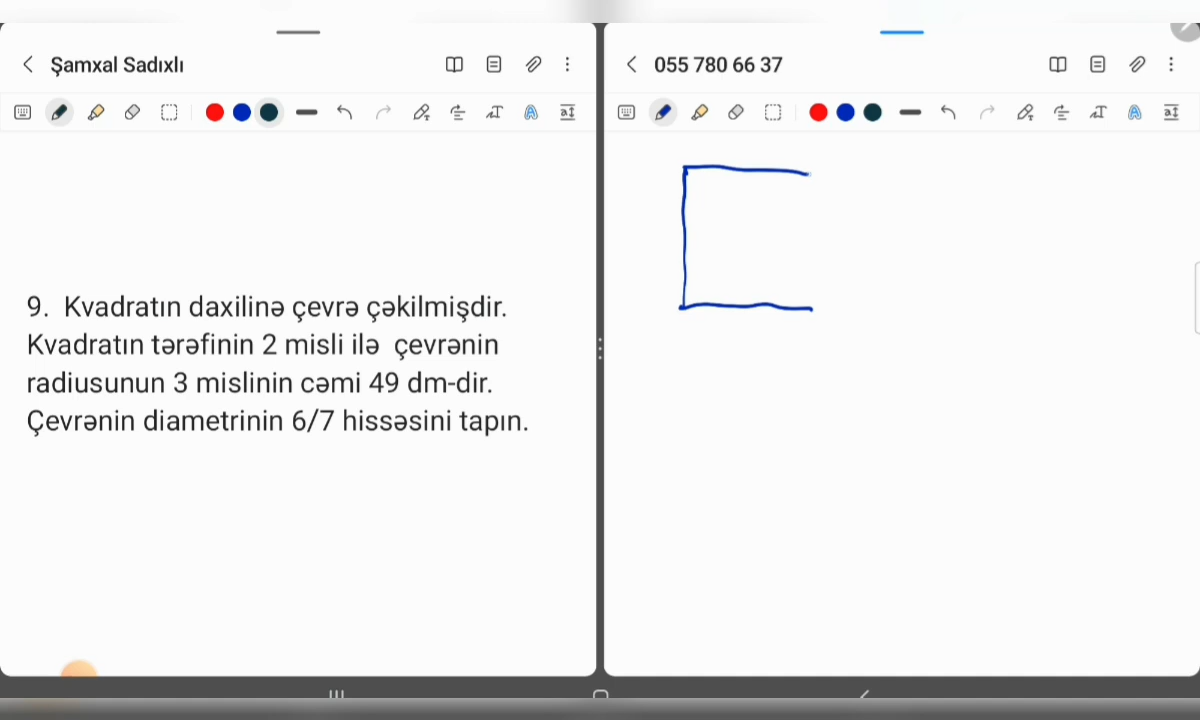 Şamxal Sadıxlı
055 780 66 37
9. Kvadratın daxilinə çevrə çəkilmişdir.
Kvadratın tərəfinin 2 misli ilə çevrənin
radiusunun 3 mislinin cəmi 49 dm-dir.
Çevrənin diametrinin 6/7 hissəsini tapın.